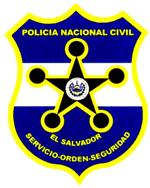 POLICIA NACIONAL CIVIL
EL SALVADOR
SERVICIO-ORDEN-SEGURIDAD